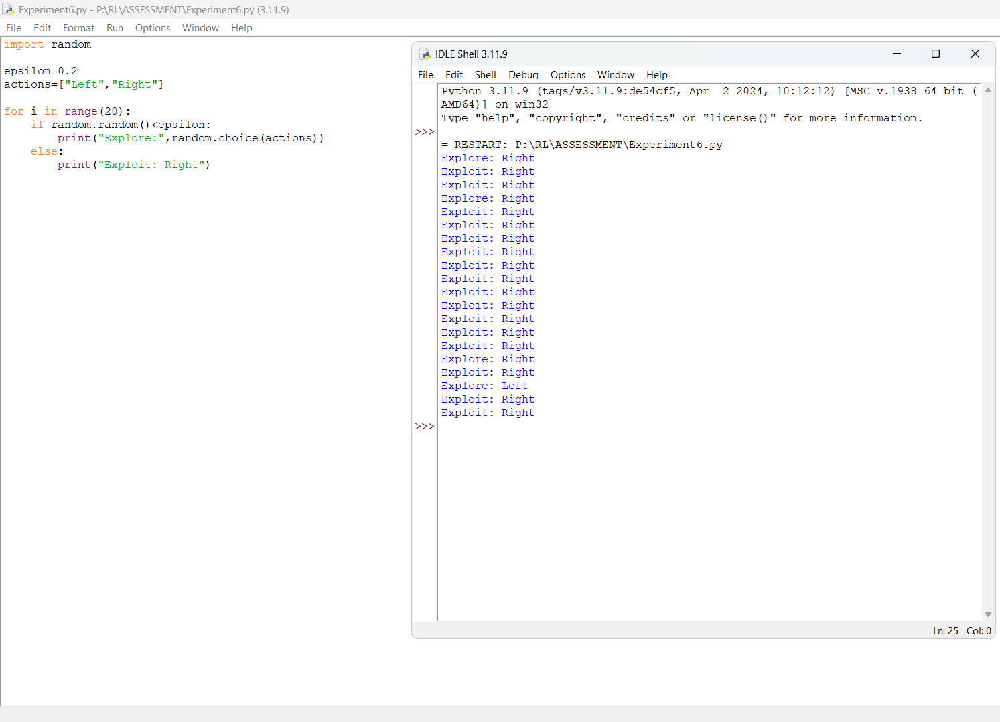 Experiment6.py - P:\RL\ASSESSMENT\Experiment6.py (3.11.9)
File Edit Format Run Options Window Help
import random
epsilon=0.2
actions=["Left","Right"]
for i in range(20):
    if random.random()<epsilon:
        print("Explore:",random.choice(actions))
    else:
        print("Exploit: Right")
IDLE Shell 3.11.9
File Edit Shell Debug Options Window Help
Python 3.11.9 (tags/v3.11.9:de54cf5, Apr  2 2024, 10:12:12) [MSC v.1938 64 bit (
AMD64)] on win32
Type "help", "copyright", "credits" or "license()" for more information.
>>>
= RESTART: P:\RL\ASSESSMENT\Experiment6.py
Explore: Right
Exploit: Right
Exploit: Right
Explore: Right
Exploit: Right
Exploit: Right
Exploit: Right
Exploit: Right
Exploit: Right
Exploit: Right
Exploit: Right
Exploit: Right
Exploit: Right
Exploit: Right
Exploit: Right
Explore: Right
Exploit: Right
Explore: Left
Exploit: Right
Exploit: Right
>>>
Ln: 25 Col: 0